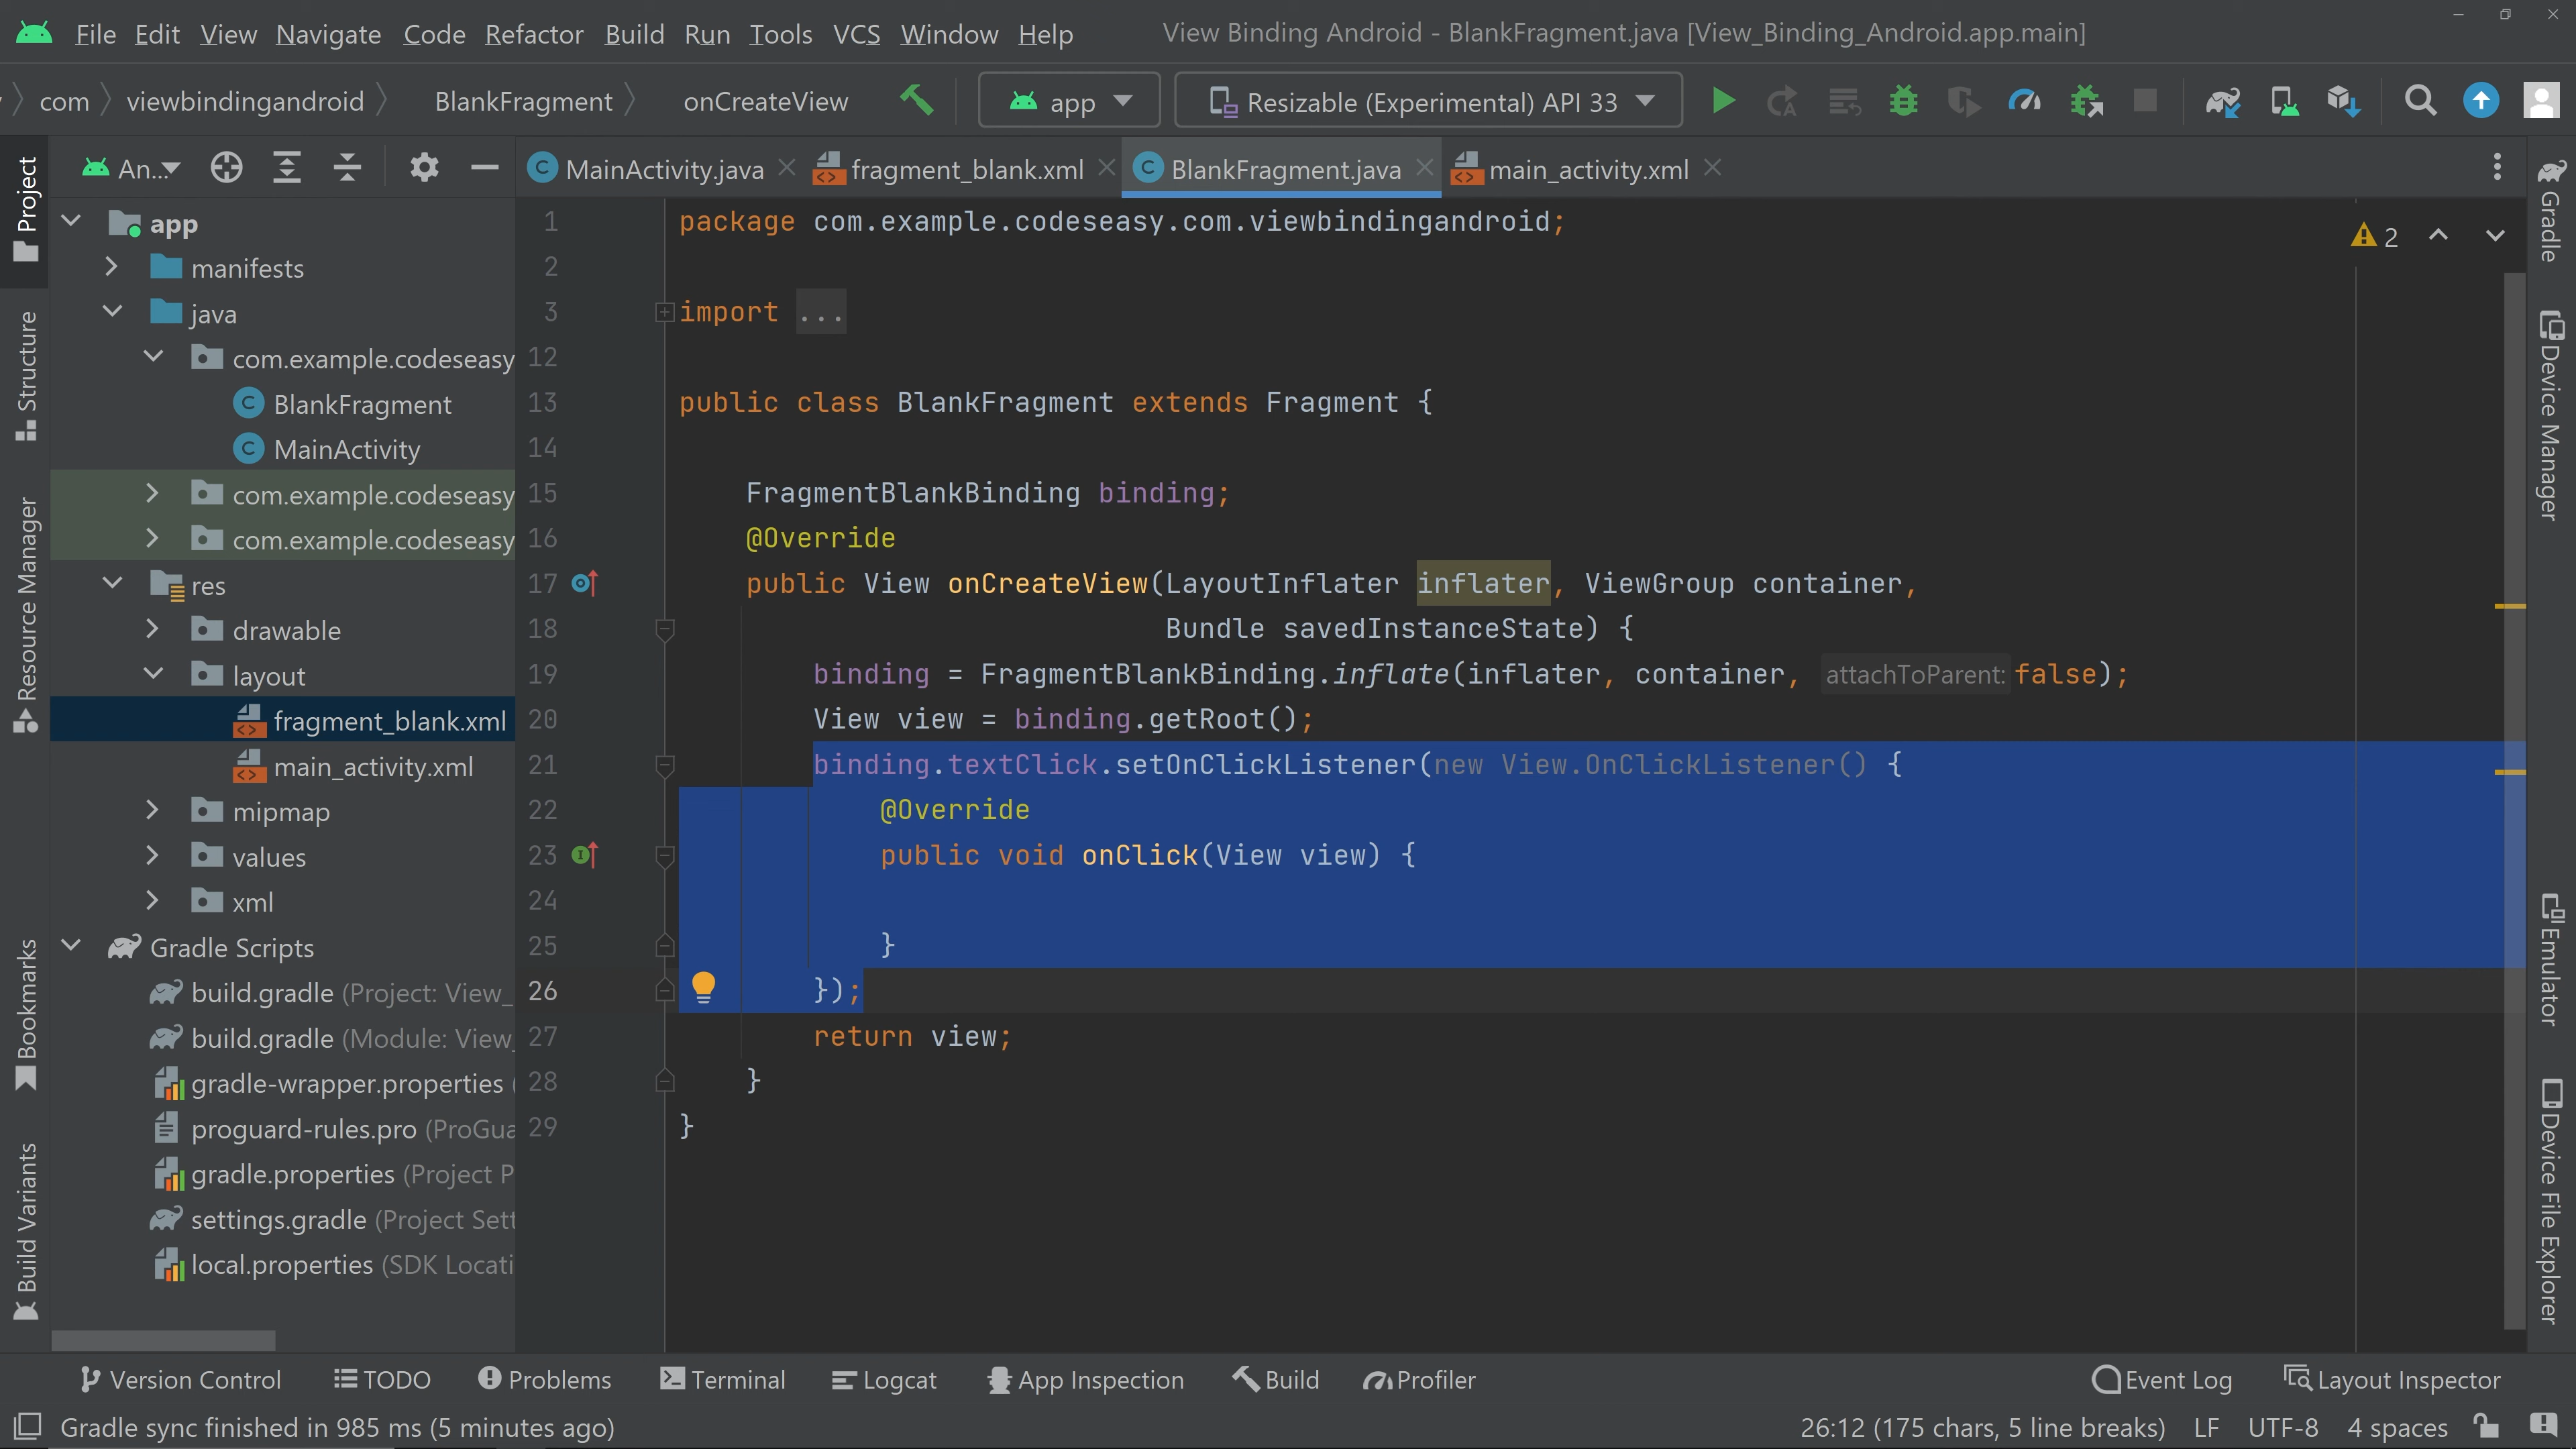 File Edit View Navigate Code Refactor Build Run Tools VCS Window Help View Binding Android - BlankFragment.java [View_Binding_Android.app.main]
com viewbindingandroid BlankFragment onCreateView app Resizable (Experimental) API 33
An... MainActivity.java fragment_blank.xml BlankFragment.java main_activity.xml
Project
Structure
Resource Manager
Bookmarks
Build Variants
app
manifests
java
com.example.codeseasy
BlankFragment
MainActivity
com.example.codeseasy
com.example.codeseasy
res
drawable
layout
fragment_blank.xml
main_activity.xml
mipmap
values
xml
Gradle Scripts
build.gradle (Project: View_
build.gradle (Module: View_
gradle-wrapper.properties (
proguard-rules.pro (ProGua
gradle.properties (Project P
settings.gradle (Project Sett
local.properties (SDK Locati
1 package com.example.codeseasy.com.viewbindingandroid;
2
3 import ...
12
13 public class BlankFragment extends Fragment {
14
15 FragmentBlankBinding binding;
16 @Override
17 public View onCreateView(LayoutInflater inflater, ViewGroup container,
18 Bundle savedInstanceState) {
19 binding = FragmentBlankBinding.inflate(inflater, container, attachToParent: false);
20 View view = binding.getRoot();
21 binding.textClick.setOnClickListener(new View.OnClickListener() {
22 @Override
23 public void onClick(View view) {
24
25 }
26 });
27 return view;
28 }
29 }
2
Gradle
Device Manager
Emulator
Device File Explorer
Version Control TODO Problems Terminal Logcat App Inspection Build Profiler Event Log Layout Inspector
Gradle sync finished in 985 ms (5 minutes ago) 26:12 (175 chars, 5 line breaks) LF UTF-8 4 spaces